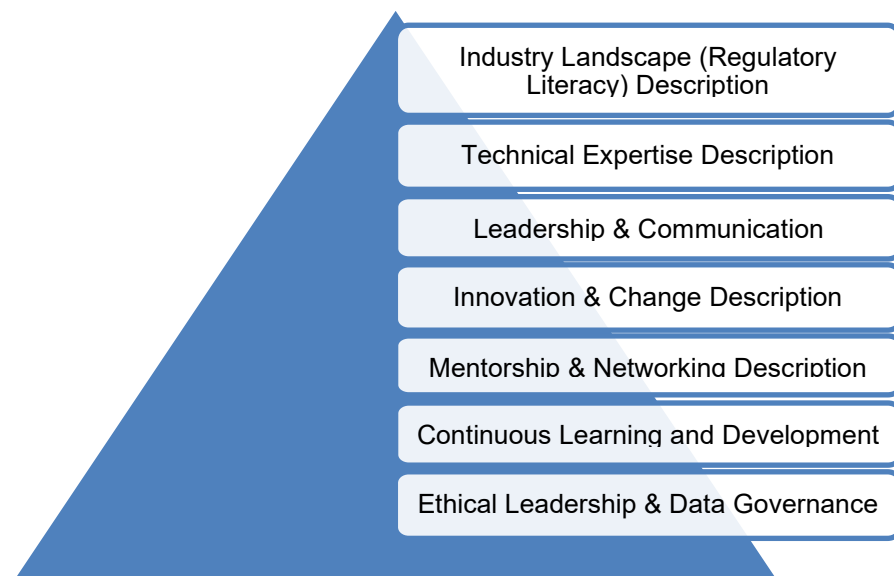 Industry Landscape (Regulatory
Literacy) Description
Technical Expertise Description
Leadership & Communication
Innovation & Change Description
Mentorship & Networking Description
Continuous Learning and Development
Ethical Leadership & Data Governance